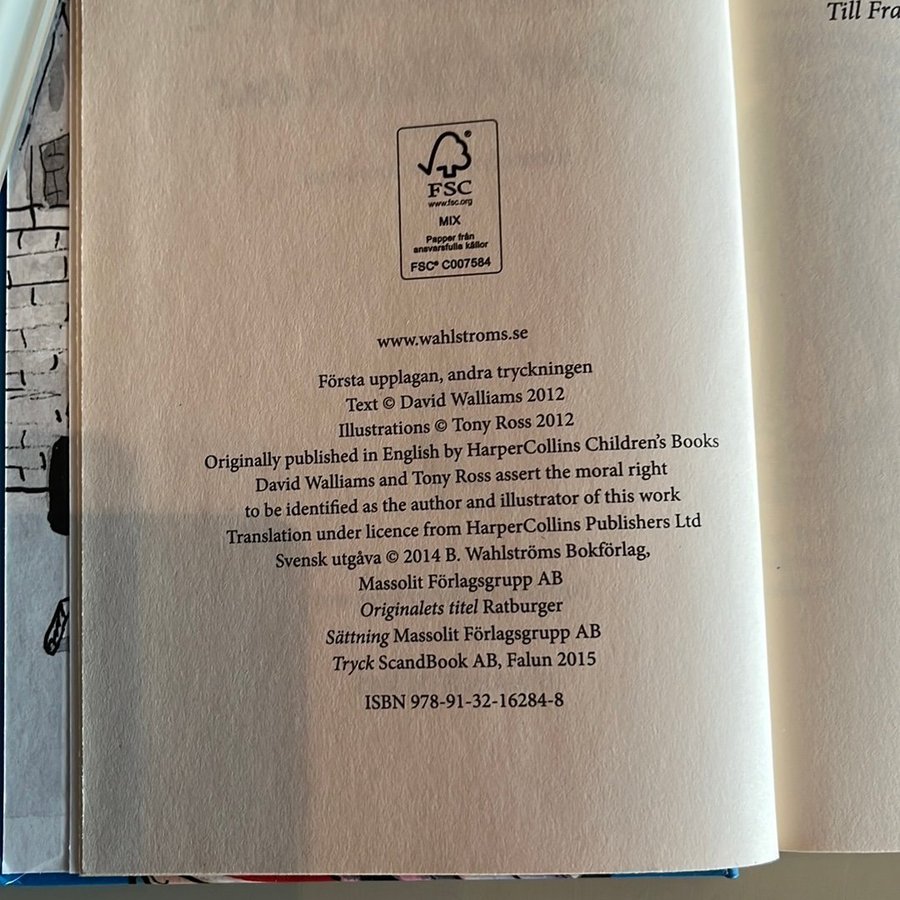 Till Fra
FSC
www.fsc.org
MIX
Papper från
ansvarsfulla källor
FSC® C007584
www.wahlstroms.se
Första upplagan, andra tryckningen
Text © David Walliams 2012
Illustrations © Tony Ross 2012
Originally published in English by HarperCollins Children's Books
David Walliams and Tony Ross assert the moral right
to be identified as the author and illustrator of this work
Translation under licence from HarperCollins Publishers Ltd
Svensk utgåva © 2014 B. Wahlströms Bokförlag,
Massolit Förlagsgrupp AB
Originalets titel Ratburger
Sättning Massolit Förlagsgrupp AB
Tryck ScandBook AB, Falun 2015
ISBN 978-91-32-16284-8